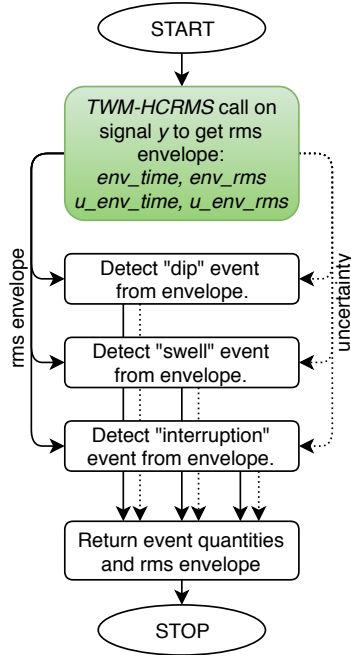 START
TWM-HCRMS call on
signal y to get rms
envelope:
env_time, env_rms
u_env_time, u_env_rms
rms envelope
uncertainty
Detect "dip" event
from envelope.
Detect "swell" event
from envelope.
Detect "interruption"
event from envelope.
Return event quantities
and rms envelope
STOP